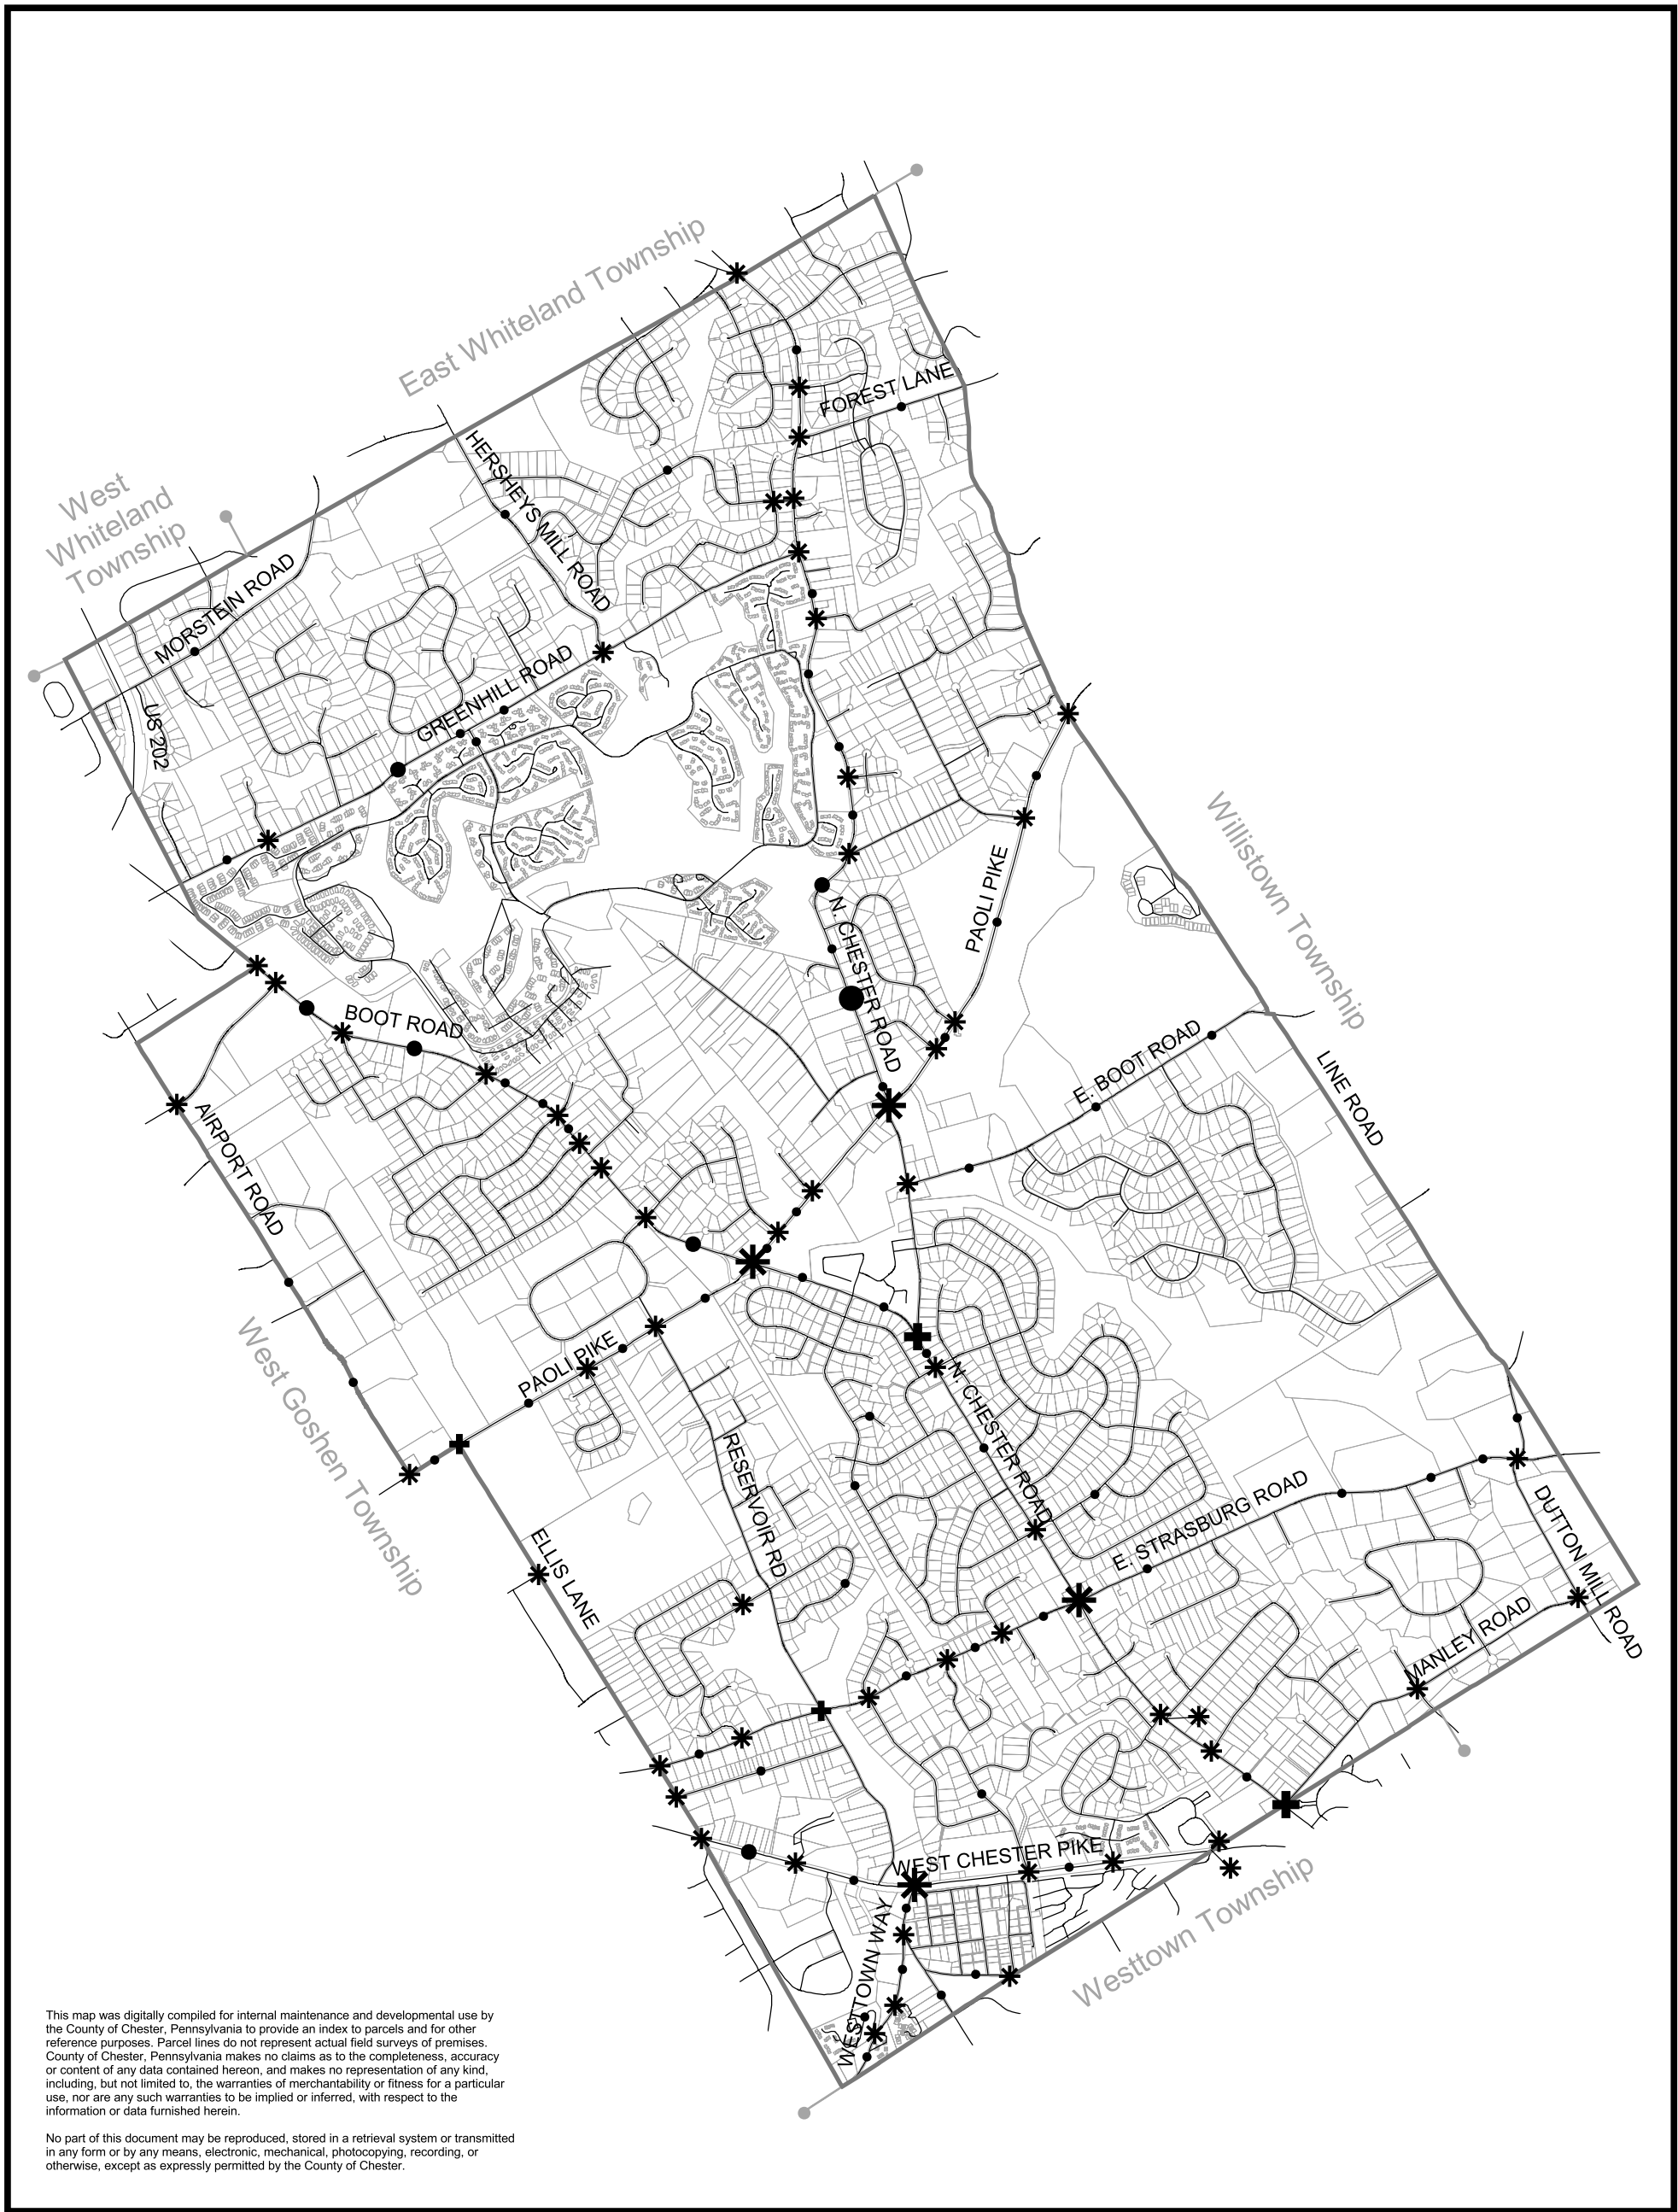 East Whiteland Township
FOREST LANE
HERSHEYS MILL ROAD
West
Whiteland
Township
MORSTEIN ROAD
GREENHILL ROAD
US 202
Willistown Township
PAOLI PIKE
N. CHESTER ROAD
BOOT ROAD
E. BOOT ROAD
LINE ROAD
AIRPORT ROAD
West Goshen Township
PAOLI PIKE
N. CHESTER ROAD
RESERVOIR RD
E. STRASBURG ROAD
DUTTON MILL ROAD
ELLIS LANE
MANLEY ROAD
WEST CHESTER PIKE
Westtown Township
WESTTOWN WAY
This map was digitally compiled for internal maintenance and developmental use by
the County of Chester, Pennsylvania to provide an index to parcels and for other
reference purposes. Parcel lines do not represent actual field surveys of premises.
County of Chester, Pennsylvania makes no claims as to the completeness, accuracy
or content of any data contained hereon, and makes no representation of any kind,
including, but not limited to, the warranties of merchantability or fitness for a particular
use, nor are any such warranties to be implied or inferred, with respect to the
information or data furnished herein.
No part of this document may be reproduced, stored in a retrieval system or transmitted
in any form or by any means, electronic, mechanical, photocopying, recording, or
otherwise, except as expressly permitted by the County of Chester.